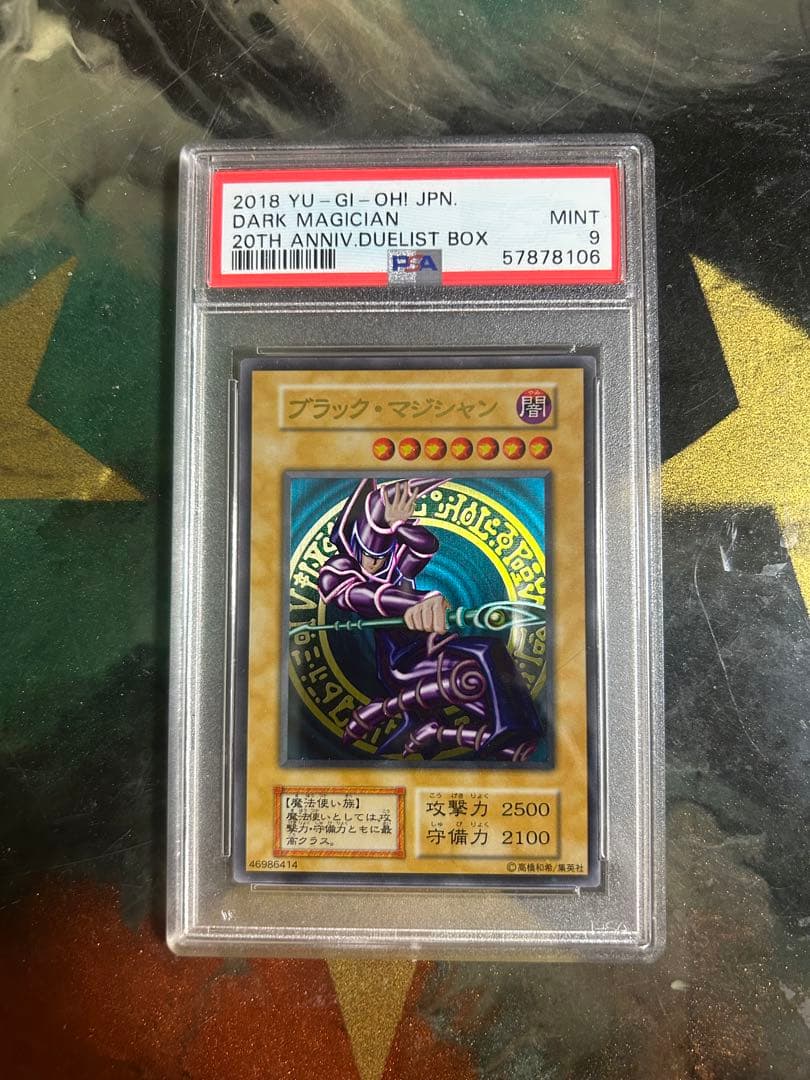 2018 YU-GI-OH! JPN.
DARK MAGICIAN MINT
20TH ANNIV.DUELIST BOX 9
PSA 57878106
ブラック・マジシャン 闇
【魔法使い族】
魔法使いとしては攻
撃力・守備力ともに最
高クラス。
攻撃力 2500
守備力 2100
46986414
©高橋和希/集英社